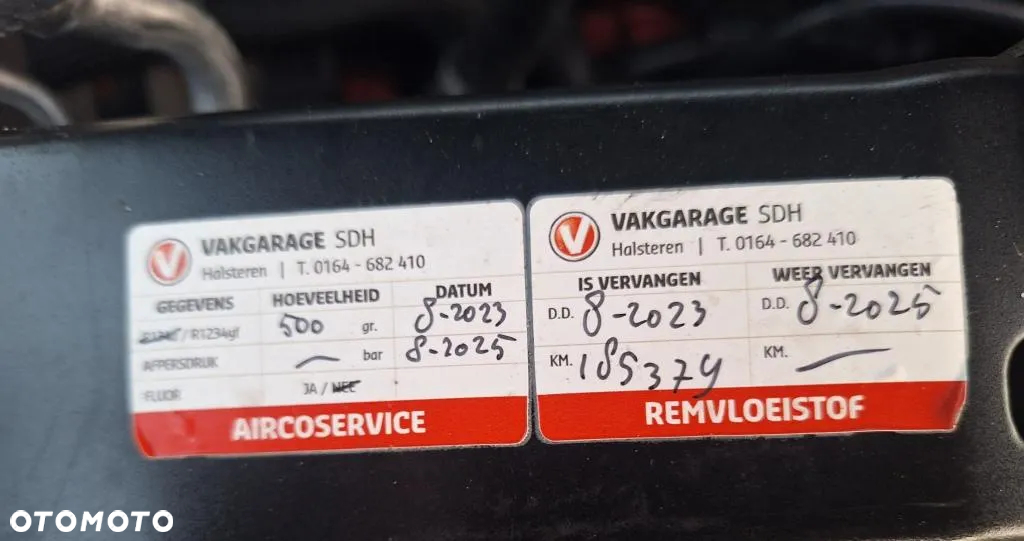 VAKGARAGE SDH
Halsteren | T. 0164 - 682 410
GEGEVENS HOEVEELHEID DATUM
/ R1234yf 500 gr. 8-2023
AFPERSDRUK bar 8-2025
FLUOR JA / NEE
AIRCOSERVICE
VAKGARAGE SDH
Halsteren | T. 0164 - 682 410
IS VERVANGEN WEER VERVANGEN
D.D. 8-2023 D.D. 8-2025
KM. 185379 KM.
REMVLOEISTOF
OTOMOTO